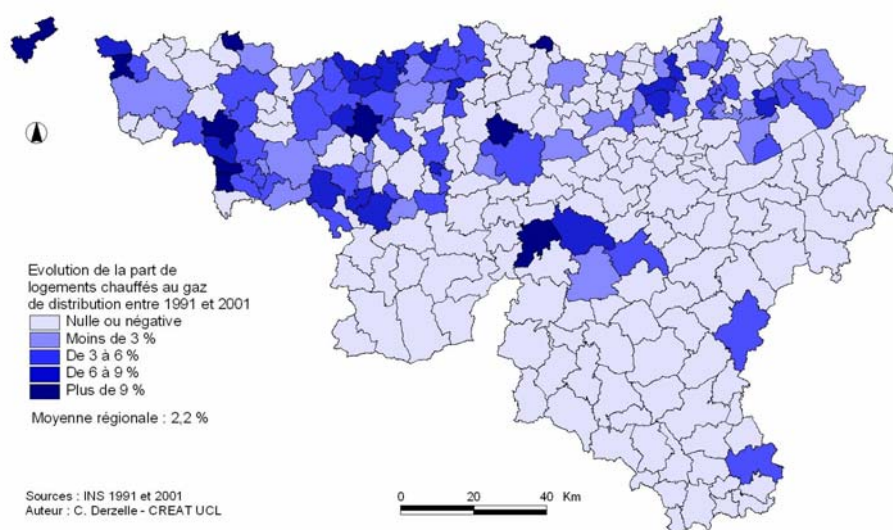 Evolution de la part de
logements chauffés au gaz
de distribution entre 1991 et 2001
Nulle ou négative
Moins de 3 %
De 3 à 6 %
De 6 à 9 %
Plus de 9 %
Moyenne régionale : 2,2 %
Sources : INS 1991 et 2001
Auteur : C. Derzelle - CREAT UCL
0 20 40 Km